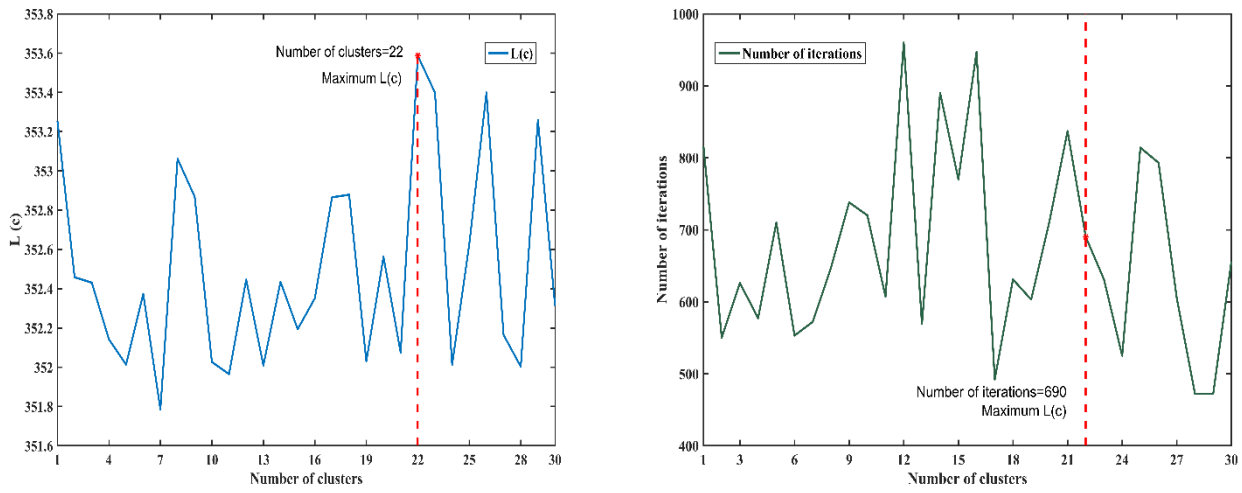 353.8
353.6
353.4
353.2
353
352.8
352.6
352.4
352.2
352
351.8
351.6
L (c)
Number of clusters=22
Maximum L(c)
L(c)
1 4 7 10 13 16 19 22 25 28 30
Number of clusters
1000
900
800
700
600
500
400
Number of iterations
Number of iterations
Number of iterations=690
Maximum L(c)
1 3 6 9 12 15 18 21 24 27 30
Number of clusters